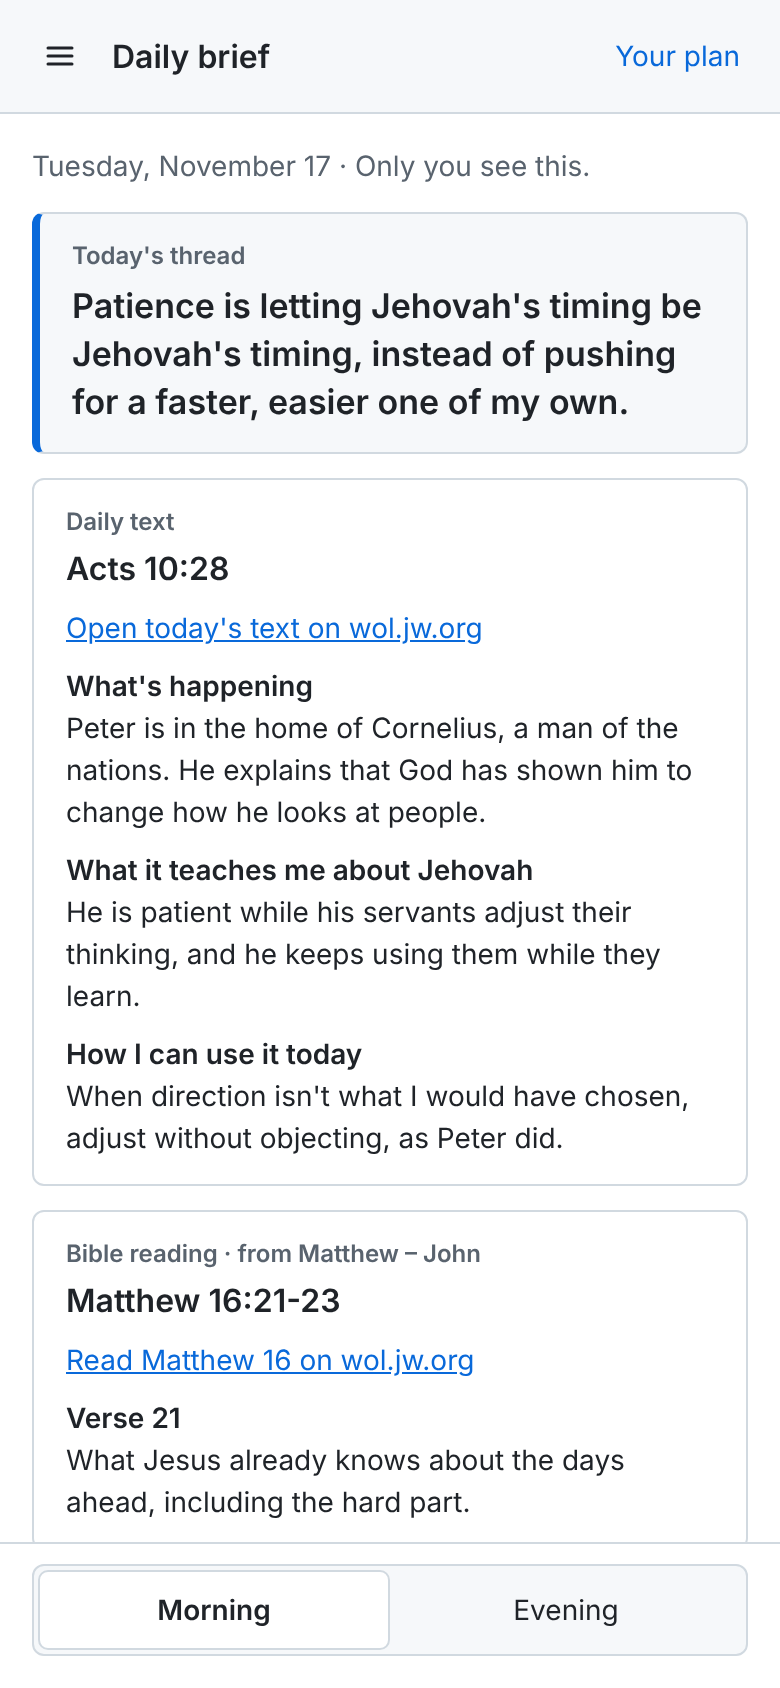 Daily brief
Your plan
Tuesday, November 17 · Only you see this.
Today's thread
Patience is letting Jehovah's timing be
Jehovah's timing, instead of pushing
for a faster, easier one of my own.
Daily text
Acts 10:28
Open today's text on wol.jw.org
What's happening
Peter is in the home of Cornelius, a man of the
nations. He explains that God has shown him to
change how he looks at people.
What it teaches me about Jehovah
He is patient while his servants adjust their
thinking, and he keeps using them while they
learn.
How I can use it today
When direction isn't what I would have chosen,
adjust without objecting, as Peter did.
Bible reading · from Matthew – John
Matthew 16:21-23
Read Matthew 16 on wol.jw.org
Verse 21
What Jesus already knows about the days
ahead, including the hard part.
Morning
Evening